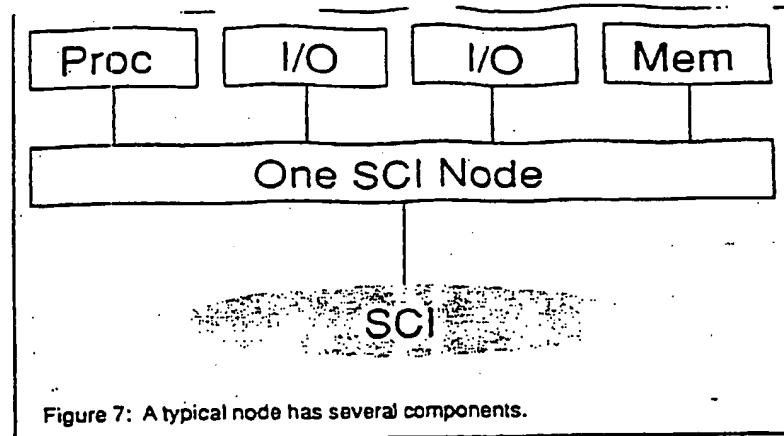 Proc I/O I/O Mem
One SCI Node
SCI
Figure 7: A typical node has several components.